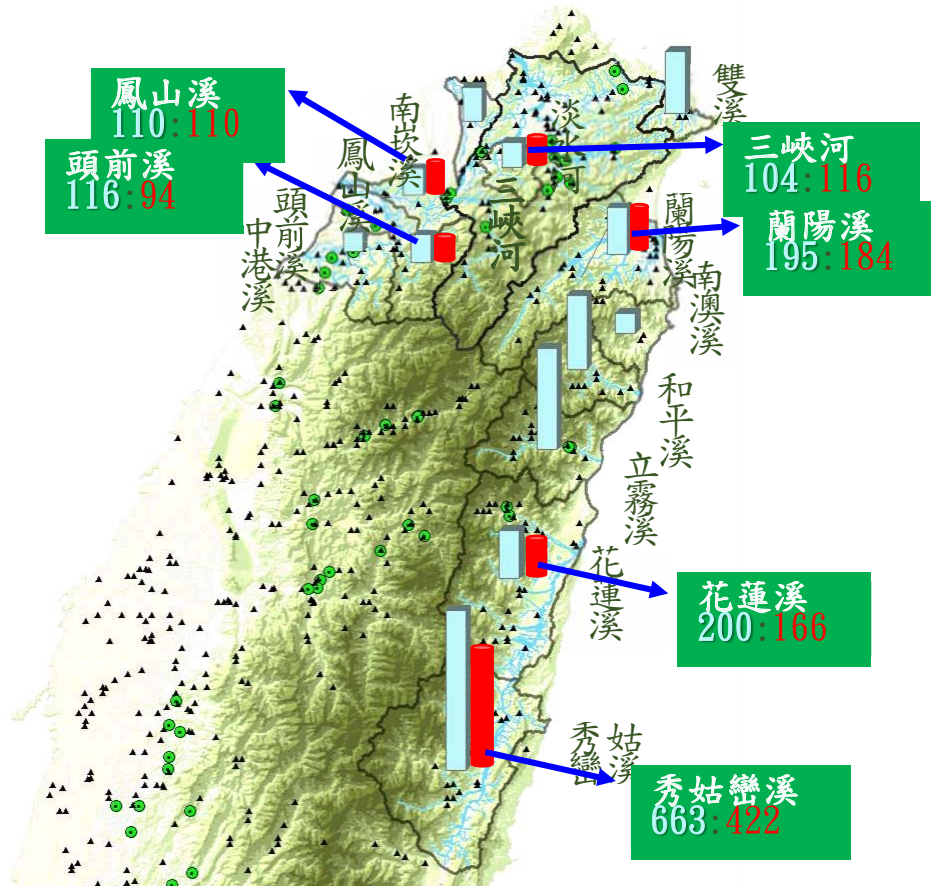 鳳山溪
110:110
頭前溪
116:94
三峽河
104:116
蘭陽溪
195:184
花蓮溪
200:166
秀姑巒溪
663:422
雙溪
淡水河
南崁溪
鳳山溪
三峽河
頭前溪
中港溪
蘭陽溪
南澳溪
和平溪
立霧溪
花蓮溪
秀姑
巒溪